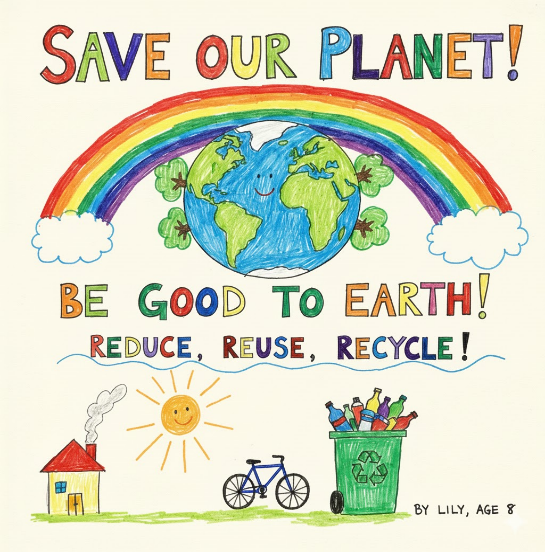 SAVE OUR PLANET!
BE GOOD TO EARTH!
REDUCE, REUSE, RECYCLE!
BY LILY, AGE 8